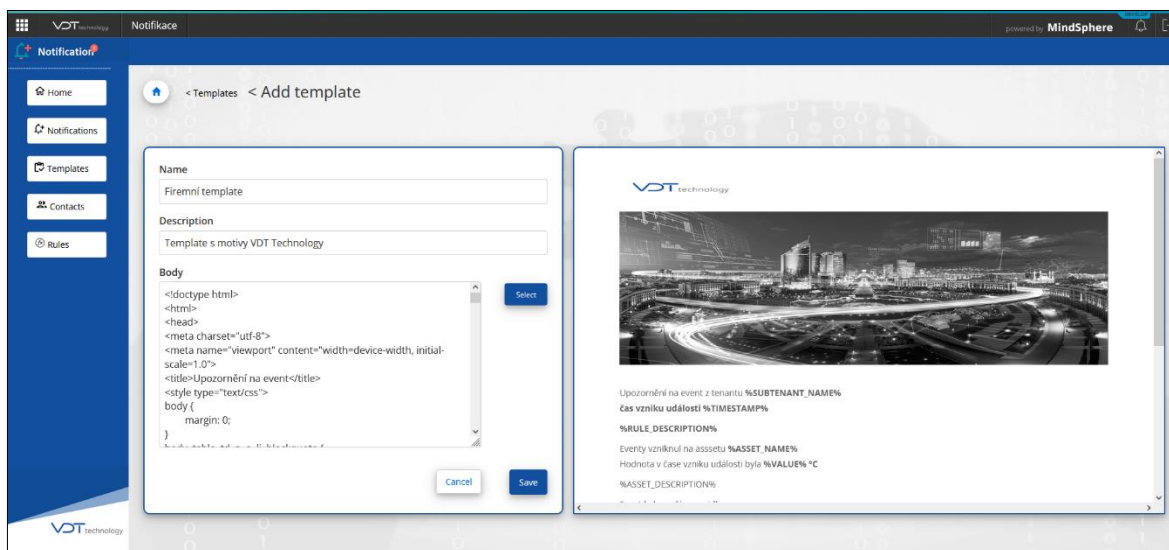 VDT technology
Notifikace
DEVELOP
powered by MindSphere
Notification
Home
Notifications
Templates
Contacts
Rules
< Templates < Add template
Name
Firemní template
Description
Template s motivy VDT Technology
Body
<!doctype html>
<html>
<head>
<meta charset="utf-8">
<meta name="viewport" content="width=device-width, initial-
scale=1.0">
<title>Upozornění na event</title>
<style type="text/css">
body {
margin: 0;
}
Select
Cancel
Save
VDT technology
Upozornění na event z tenantu %SUBTENANT_NAME%
čas vzniku události %TIMESTAMP%
%RULE_DESCRIPTION%
Eventy vzniknul na asssetu %ASSET_NAME%
Hodnota v čase vzniku události byla %VALUE% °C
%ASSET_DESCRIPTION%
VDT technology